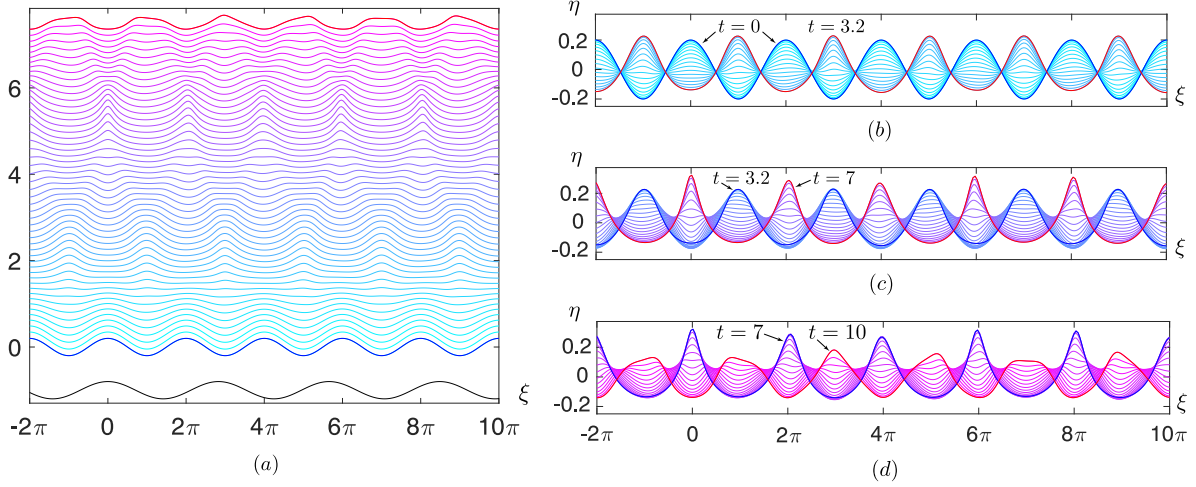 6
4
2
0
ξ
-2π 0 2π 4π 6π 8π 10π
(a)
η
t = 0 t = 3.2
0.2
0
-0.2
ξ
(b)
η
t = 3.2 t = 7
0.2
0
-0.2
ξ
(c)
η
t = 7 t = 10
0.2
0
-0.2
ξ
-2π 0 2π 4π 6π 8π 10π
(d)